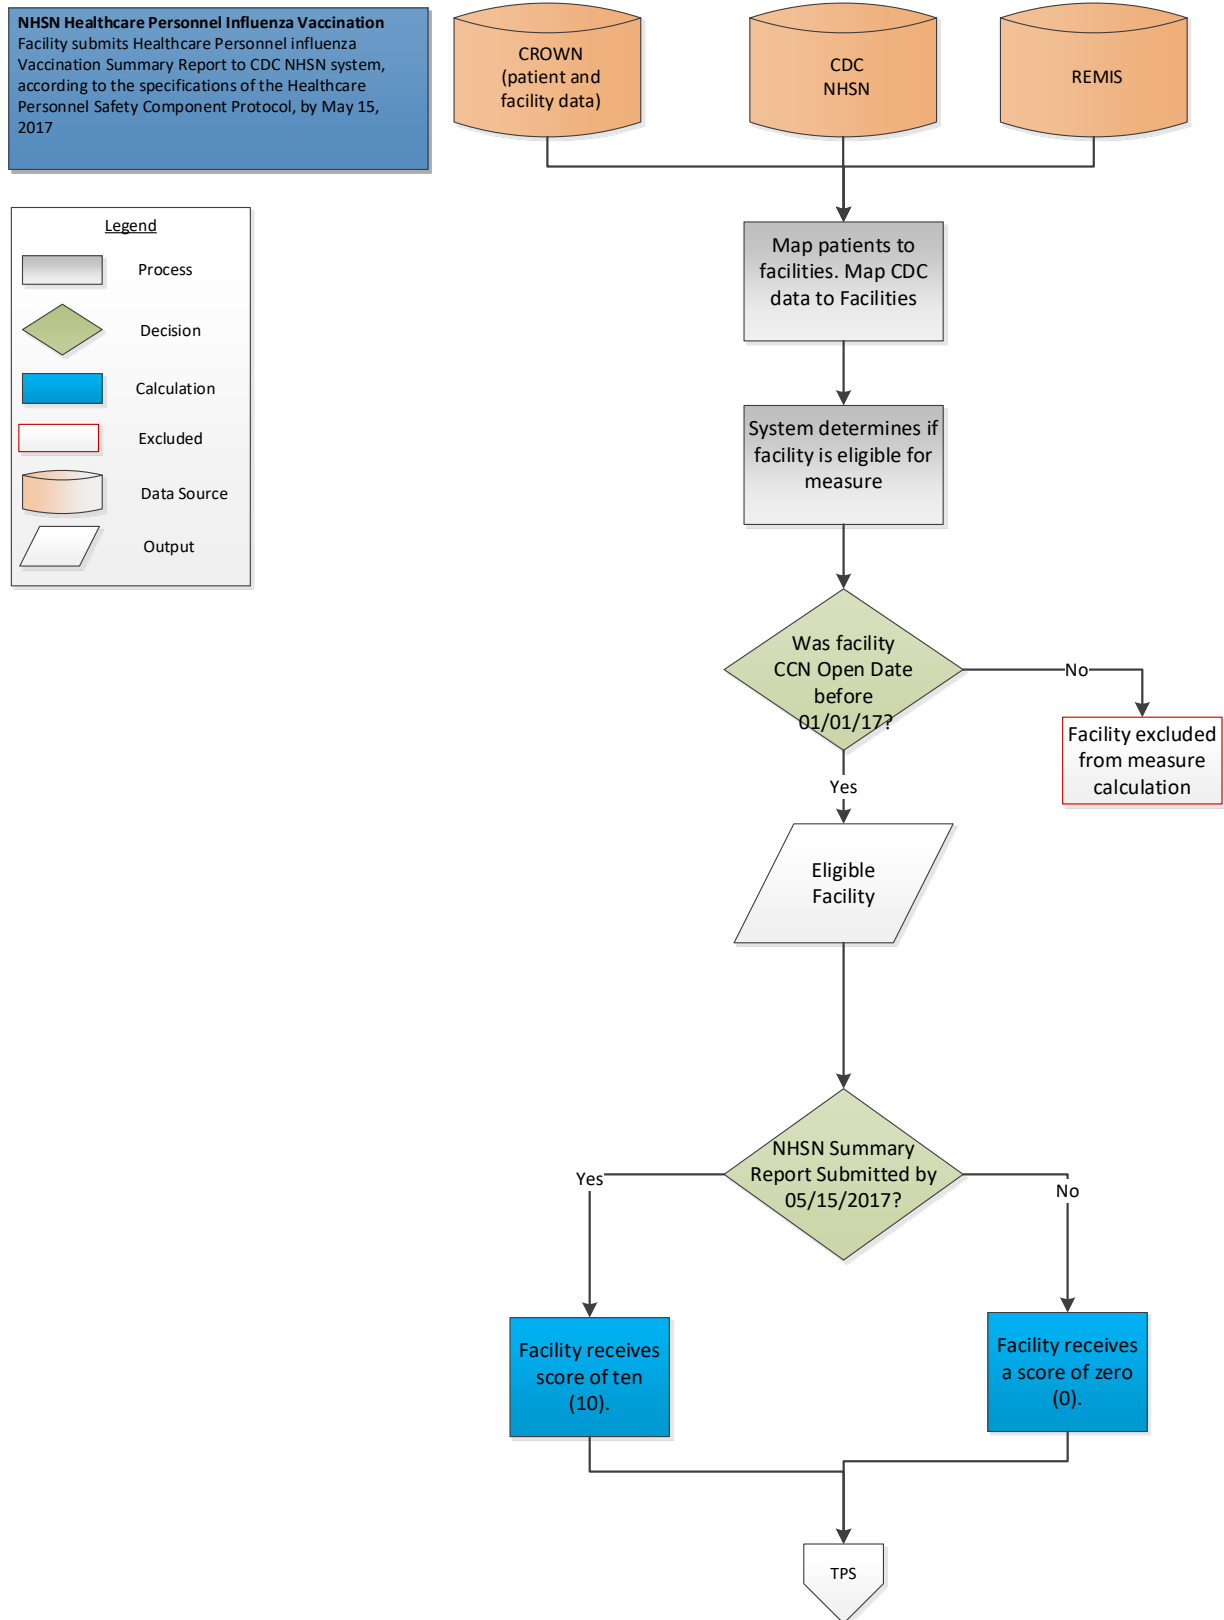 NHSN Healthcare Personnel Influenza Vaccination
Facility submits Healthcare Personnel influenza
Vaccination Summary Report to CDC NHSN system,
according to the specifications of the Healthcare
Personnel Safety Component Protocol, by May 15,
2017
CROWN
(patient and
facility data)
CDC
NHSN
REMIS
Legend
Process
Decision
Calculation
Excluded
Data Source
Output
Map patients to
facilities. Map CDC
data to Facilities
System determines if
facility is eligible for
measure
Was facility
CCN Open Date
before
01/01/17?
No
Facility excluded
from measure
calculation
Yes
Eligible
Facility
NHSN Summary
Report Submitted by
05/15/2017?
Yes
No
Facility receives
score of ten
(10).
Facility receives
a score of zero
(0).
TPS